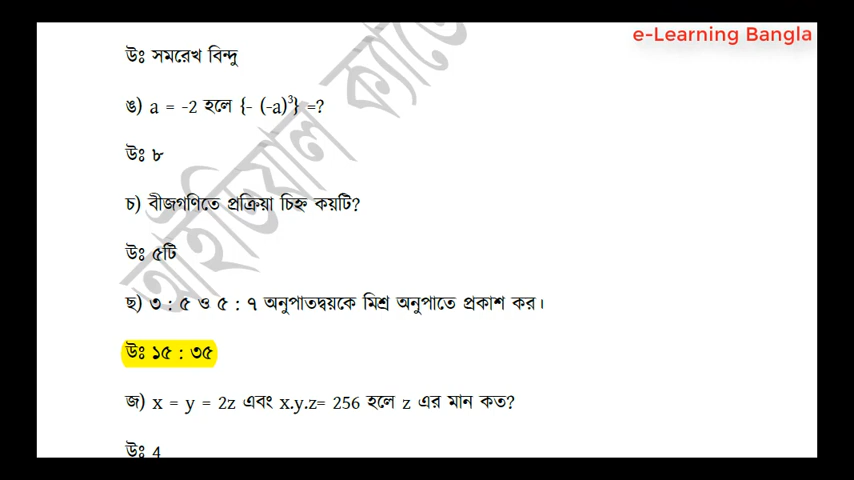 e-Learning Bangla
উঃ সমরেখ বিন্দু
ঙ) a = -2 হলে {- (-a)³} =?
উঃ ৮
চ) বীজগণিতে প্রক্রিয়া চিহ্ন কয়টি?
উঃ ৫টি
ছ) ৩ : ৫ ও ৫ : ৭ অনুপাতদ্বয়কে মিশ্র অনুপাতে প্রকাশ কর।
উঃ ১৫ : ৩৫
জ) x = y = 2z এবং x.y.z= 256 হলে z এর মান কত?
উঃ 4